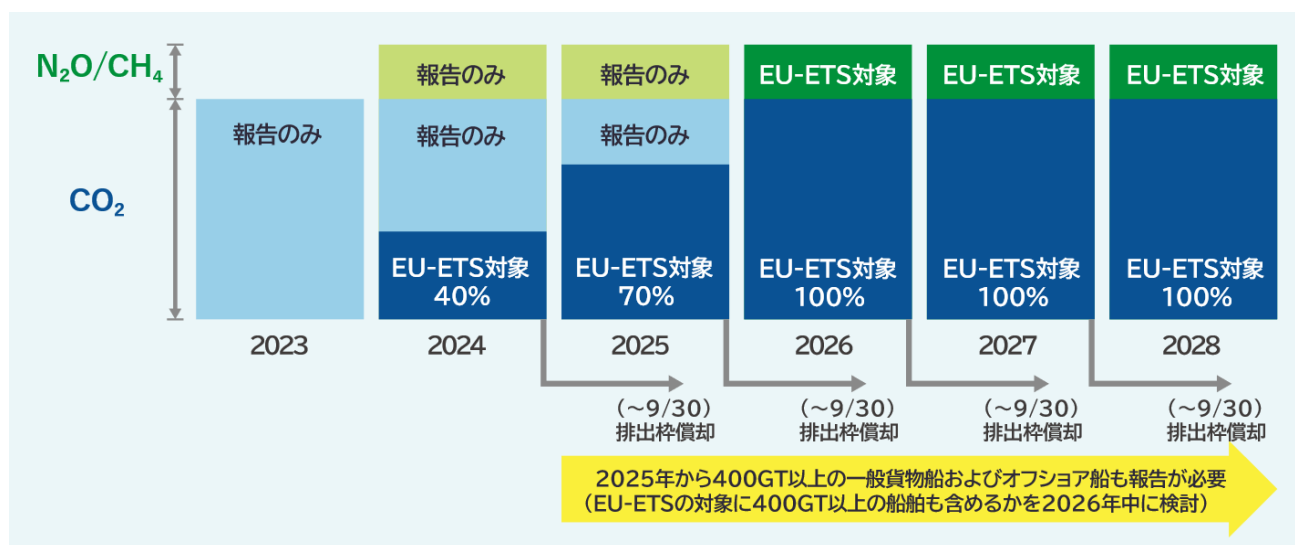 N₂O/CH₄
報告のみ
報告のみ
EU-ETS対象
EU-ETS対象
EU-ETS対象
CO₂
報告のみ
報告のみ
報告のみ
EU-ETS対象
40%
EU-ETS対象
70%
EU-ETS対象
100%
EU-ETS対象
100%
EU-ETS対象
100%
2023
2024
2025
2026
2027
2028
(～9/30)
排出枠償却
(～9/30)
排出枠償却
(～9/30)
排出枠償却
(～9/30)
排出枠償却
2025年から400GT以上の一般貨物船およびオフショア船も報告が必要
(EU-ETSの対象に400GT以上の船舶も含めるかを2026年中に検討)